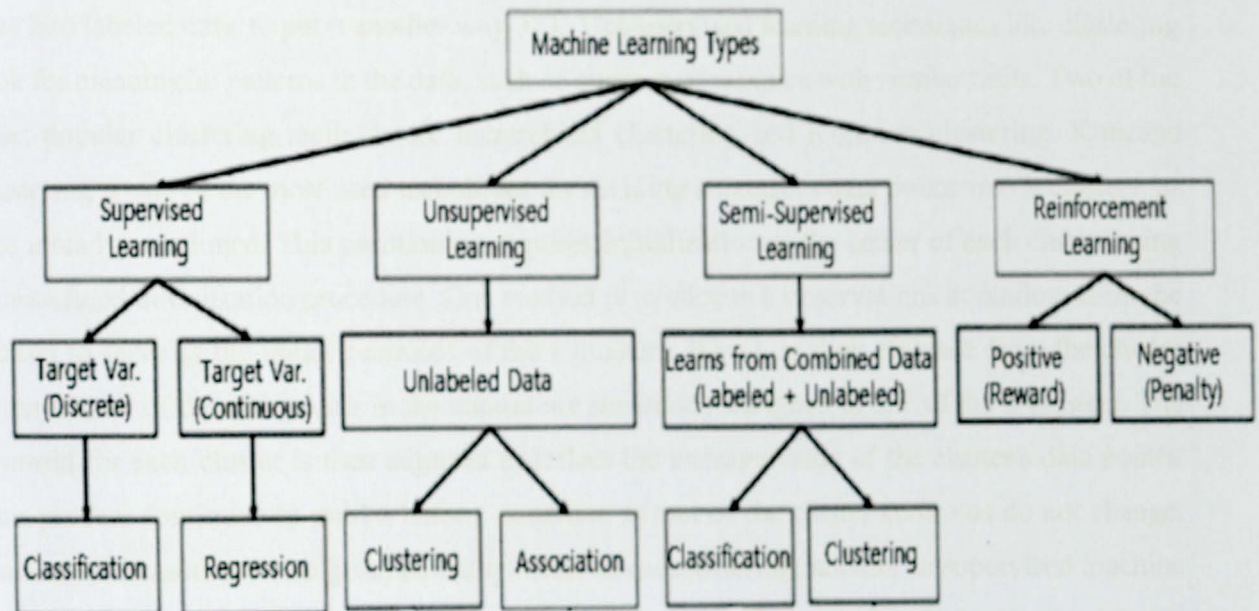 Machine Learning Types
Supervised
Learning
Unsupervised
Learning
Semi-Supervised
Learning
Reinforcement
Learning
Target Var.
(Discrete)
Target Var.
(Continuous)
Unlabeled Data
Learns from Combined Data
(Labeled + Unlabeled)
Positive
(Reward)
Negative
(Penalty)
Classification
Regression
Clustering
Association
Classification
Clustering